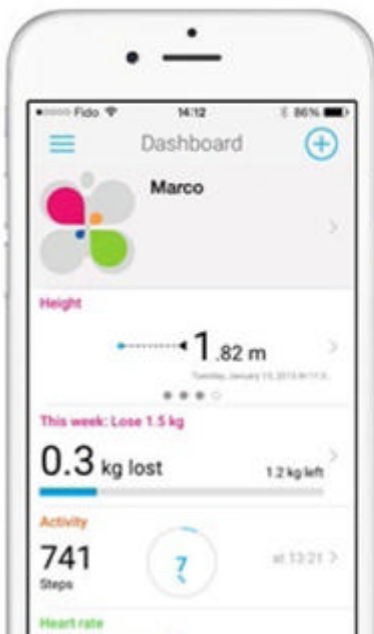 Fido 14:12 86%
Dashboard
Marco
Height
1.82 m
This week: Lose 1.5 kg
0.3 kg lost 1.2 kg left
Activity
741 7 at 13:21
Steps
Heart rate